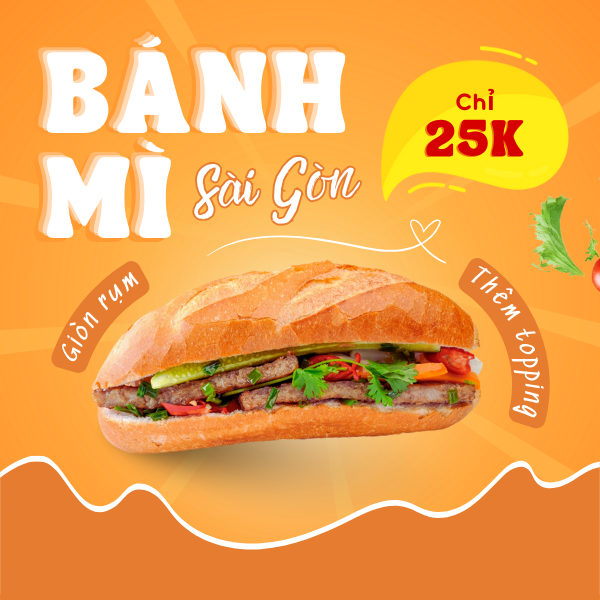 BÁNH
MÌ
Sài Gòn
Chỉ
25K
Giòn rụm
Thêm topping